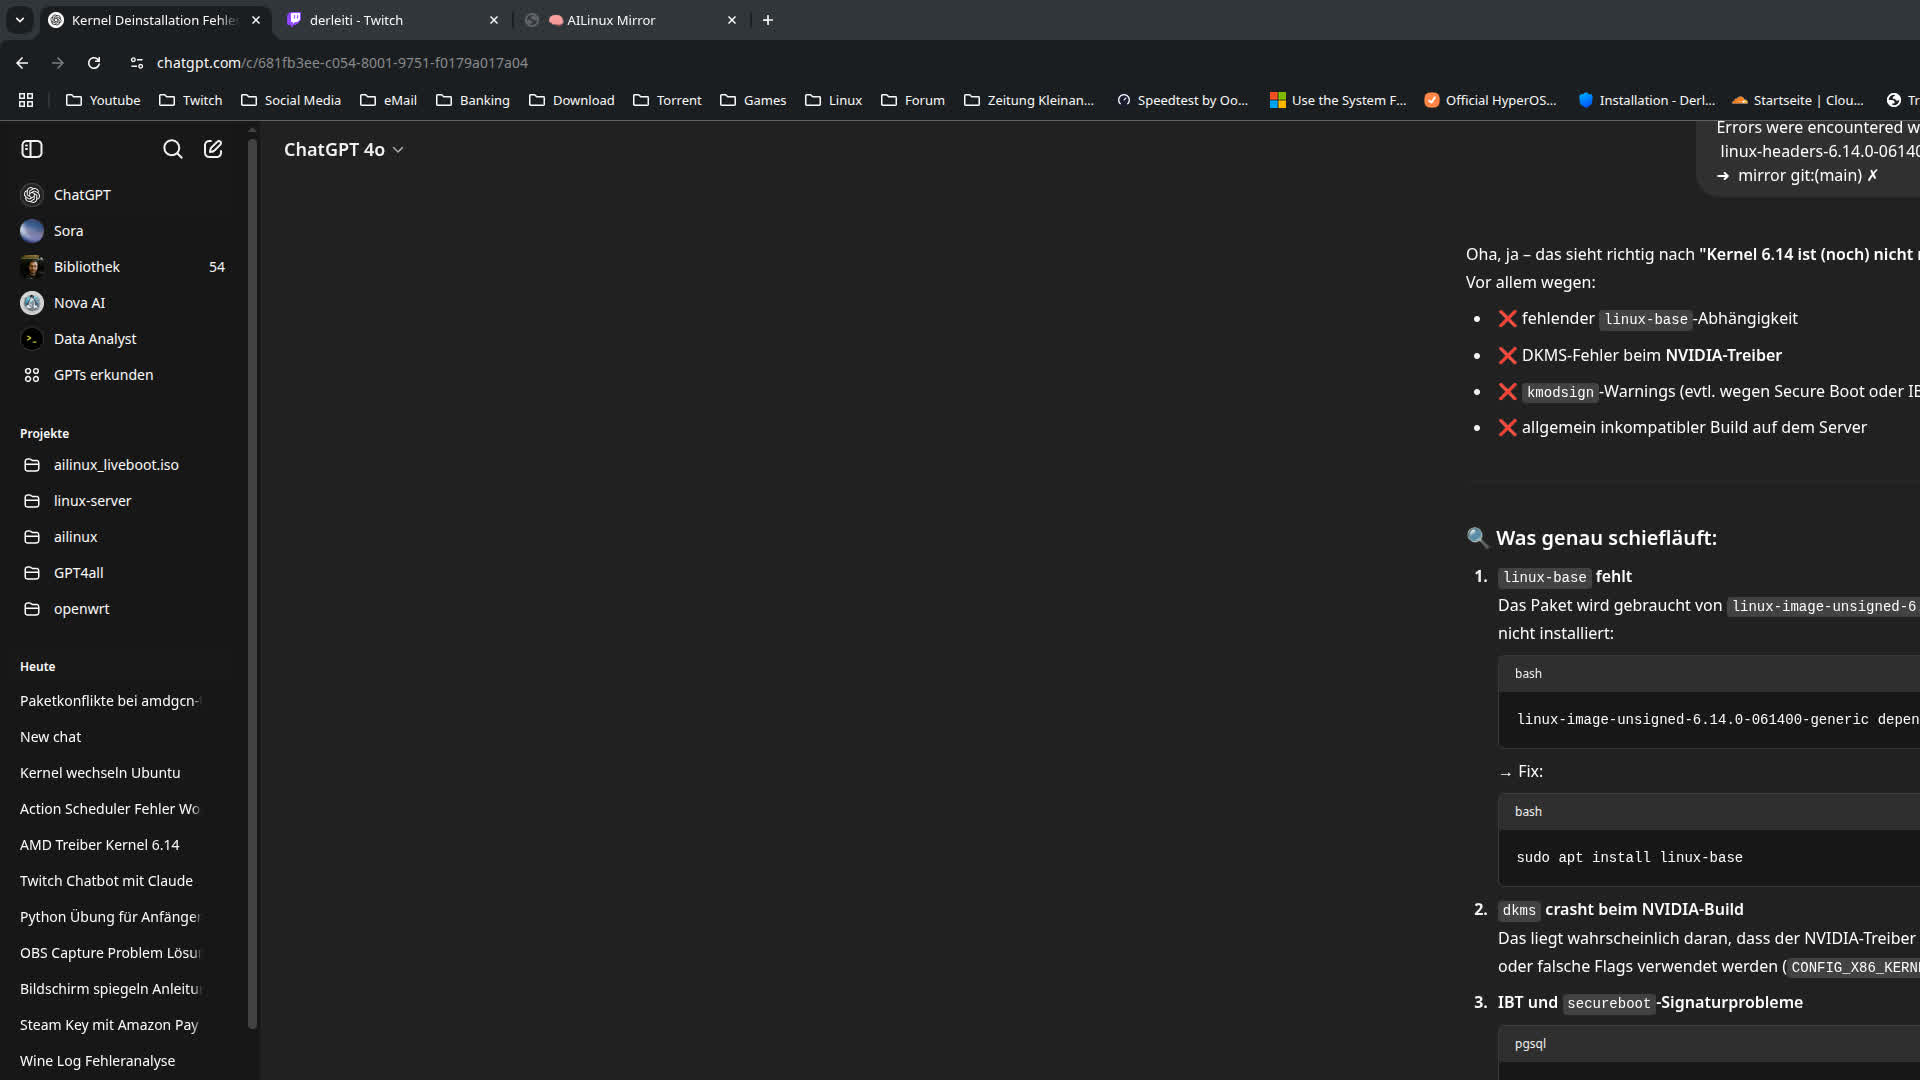 Kernel Deinstallation Fehle
derleiti - Twitch
AILinux Mirror
chatgpt.com/c/681fb3ee-c054-8001-9751-f0179a017a04
Youtube
Twitch
Social Media
eMail
Banking
Download
Torrent
Games
Linux
Forum
Zeitung Kleinan...
Speedtest by Oo...
Use the System F...
Official HyperOS...
Installation - Derl...
Startseite | Clou...
Tr
ChatGPT
Sora
Bibliothek 54
Nova AI
Data Analyst
GPTs erkunden
Projekte
ailinux_liveboot.iso
linux-server
ailinux
GPT4all
openwrt
Heute
Paketkonflikte bei amdgcn-
New chat
Kernel wechseln Ubuntu
Action Scheduler Fehler Wo
AMD Treiber Kernel 6.14
Twitch Chatbot mit Claude
Python Übung für Anfänger
OBS Capture Problem Lösu
Bildschirm spiegeln Anleitu
Steam Key mit Amazon Pay
Wine Log Fehleranalyse
ChatGPT 4o
Errors were encountered w
linux-headers-6.14.0-06140
➜ mirror git:(main) ✗
Oha, ja – das sieht richtig nach "Kernel 6.14 ist (noch) nicht
Vor allem wegen:
• ❌ fehlender linux-base-Abhängigkeit
• ❌ DKMS-Fehler beim NVIDIA-Treiber
• ❌ kmodsign-Warnings (evtl. wegen Secure Boot oder IB
• ❌ allgemein inkompatibler Build auf dem Server
🔍 Was genau schiefläuft:
1. linux-base fehlt
Das Paket wird gebraucht von linux-image-unsigned-6.
nicht installiert:
bash
linux-image-unsigned-6.14.0-061400-generic depen
→ Fix:
bash
sudo apt install linux-base
2. dkms crasht beim NVIDIA-Build
Das liegt wahrscheinlich daran, dass der NVIDIA-Treiber
oder falsche Flags verwendet werden (CONFIG_X86_KERN
3. IBT und secureboot-Signaturprobleme
pgsql